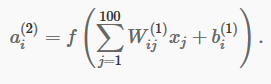 $a_i^{(2)} = f\left(\sum_{j=1}^{100} W_{ij}^{(1)} x_j + b_i^{(1)}\right).$